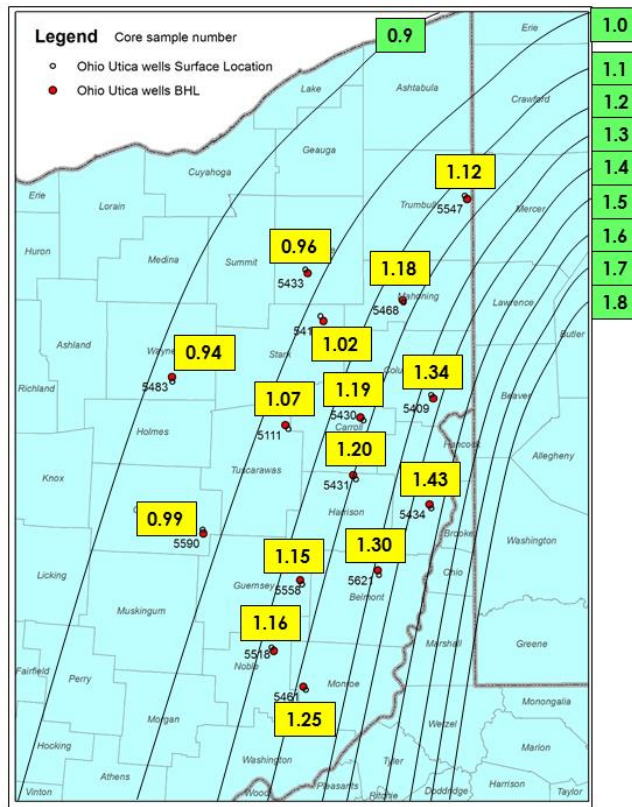 Legend Core sample number
Ohio Utica wells Surface Location
Ohio Utica wells BHL
0.9
1.0
1.1
1.2
1.3
1.4
1.5
1.6
1.7
1.8
Erie
Ashtabula
Lake
Crawford
Geauga
Cuyahoga
1.12
Erie
Lorain
Trumbull
5547
Mercer
Huron
Medina
Summit
0.96
5433
1.18
Mahoning
5468
Lawrence
Butler
Ashland
Wayne
0.94
5483
Stark
541
1.02
Richland
1.34
5409
Beaver
1.07
5111
1.19
5430
Carroll
Holmes
Hancock
Allegheny
Knox
Tuscarawas
1.20
5431
Harrison
1.43
5434
0.99
5590
Brooke
Washington
Licking
Guernsey
1.15
5558
1.30
5621
Belmont
Ohio
Muskingum
1.16
5518
Noble
Marshall
Greene
Fairfield
Perry
5461
Monroe
1.25
Morgan
Wetzel
Monongalia
Hocking
Washington
Tyler
Marion
Vinton
Athens
Wood
Pleasants
Ritchie
Doddridge
Harrison
Taylor